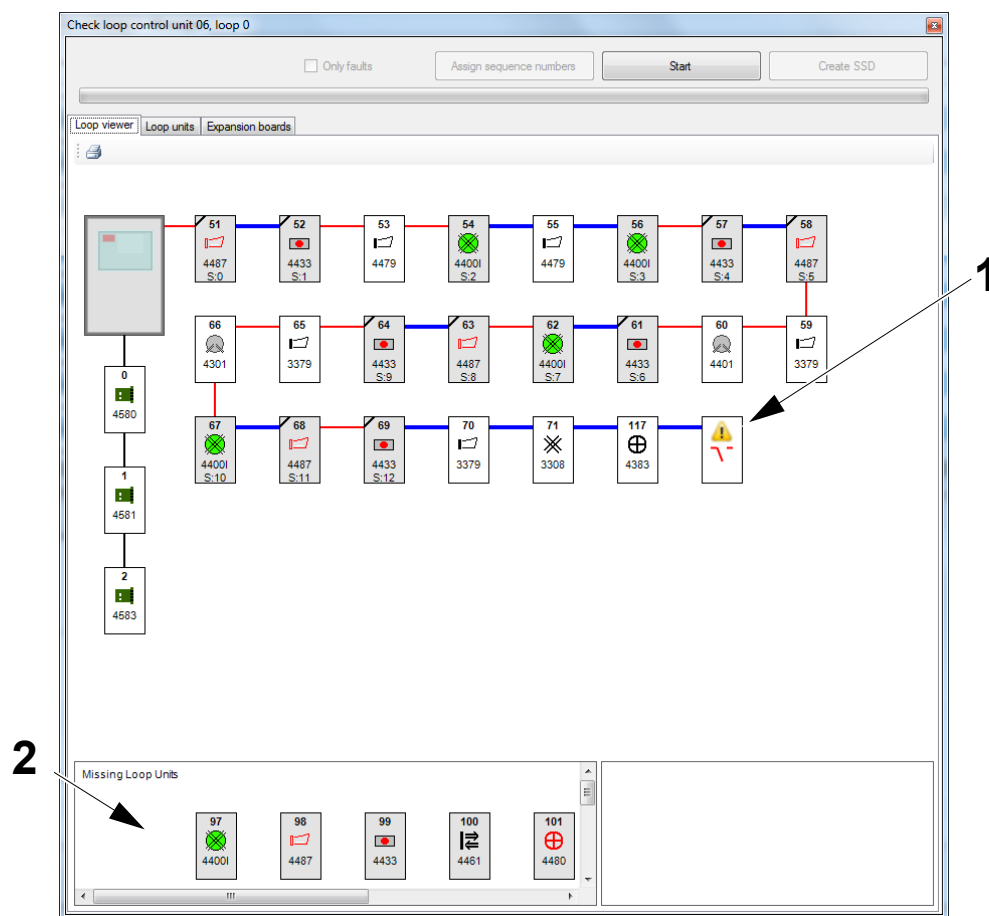 Check loop control unit 06, loop 0
Only faults Assign sequence numbers Start Create SSD
Loop viewer Loop units Expansion boards
51 52 53 54 55 56 57 58
4487 4433 4479 4400I 4479 4400I 4433 4487
S:0 S:1 S:2 S:3 S:4 S:5
1
66 65 64 63 62 61 60 59
4301 3379 4433 4487 4400I 4433 4401 3379
S:9 S:8 S:7 S:6
0
4580
67 68 69 70 71 117
4400I 4487 4433 3379 3308 4383
S:10 S:11 S:12
1
4581
2
4583
2
Missing Loop Units
97 98 99 100 101
4400I 4487 4433 4461 4480